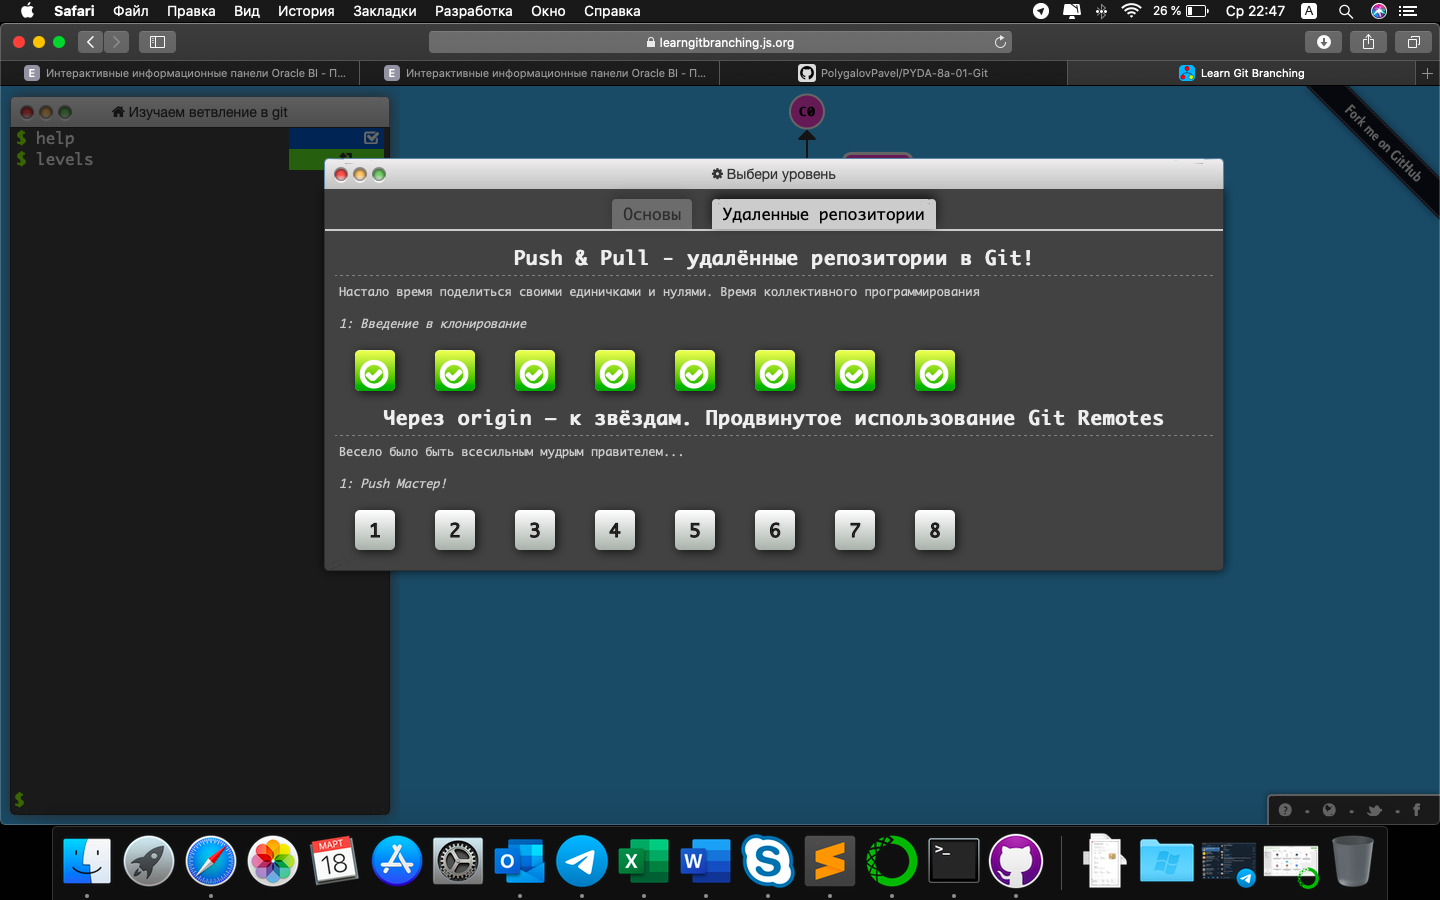 Safari Файл Правка Вид История Закладки Разработка Окно Справка 26 % Ср 22:47 A
learngitbranching.js.org
E Интерактивные информационные панели Oracle BI - П...
E Интерактивные информационные панели Oracle BI - П...
PolygalovPavel/PYDA-8a-01-Git
Learn Git Branching
Изучаем ветвление в git
$ help
$ levels
C0
Fork me on GitHub
Выбери уровень
Основы
Удаленные репозитории
Push & Pull - удалённые репозитории в Git!
Настало время поделиться своими единичками и нулями. Время коллективного программирования
1: Введение в клонирование
Через origin – к звёздам. Продвинутое использование Git Remotes
Весело было быть всесильным мудрым правителем...
1: Push Мастер!
1 2 3 4 5 6 7 8
$
МАРТ
18